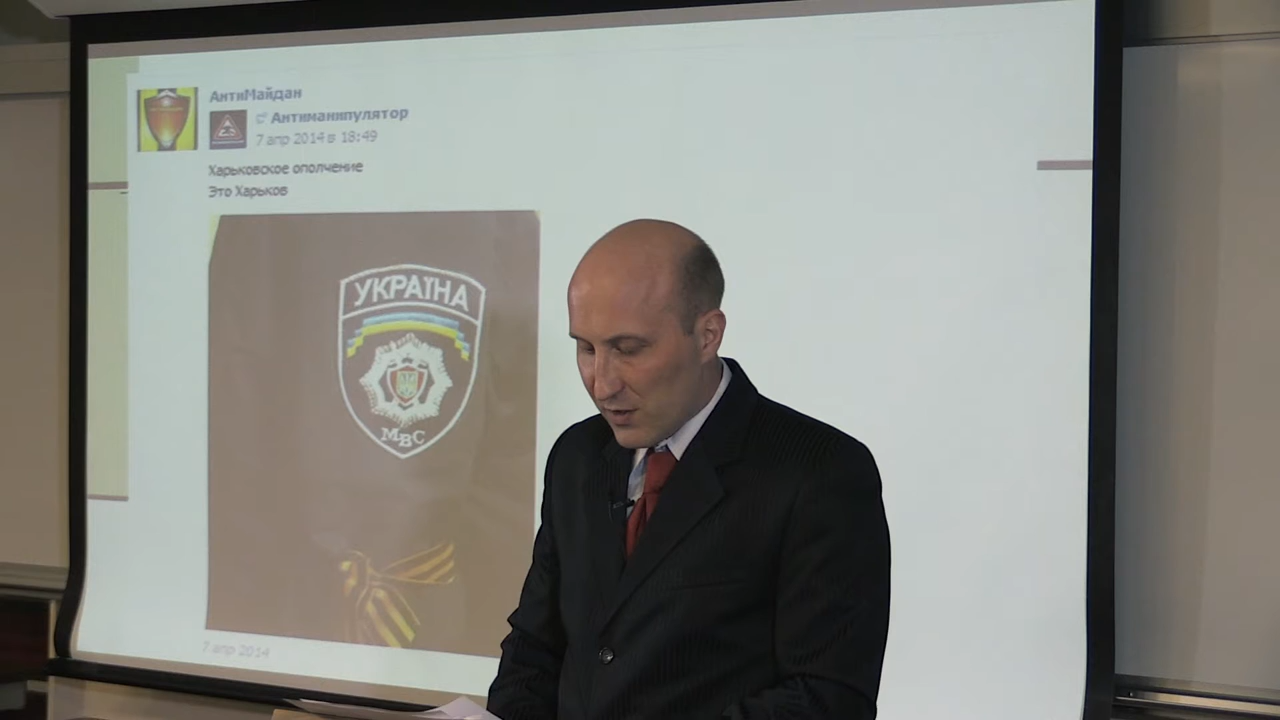 АнтиМайдан
Антиманипулятор
7 апр 2014 в 18:49
Харьковское ополчение
Это Харьков
УКРАЇНА
МВС
7 апр 2014